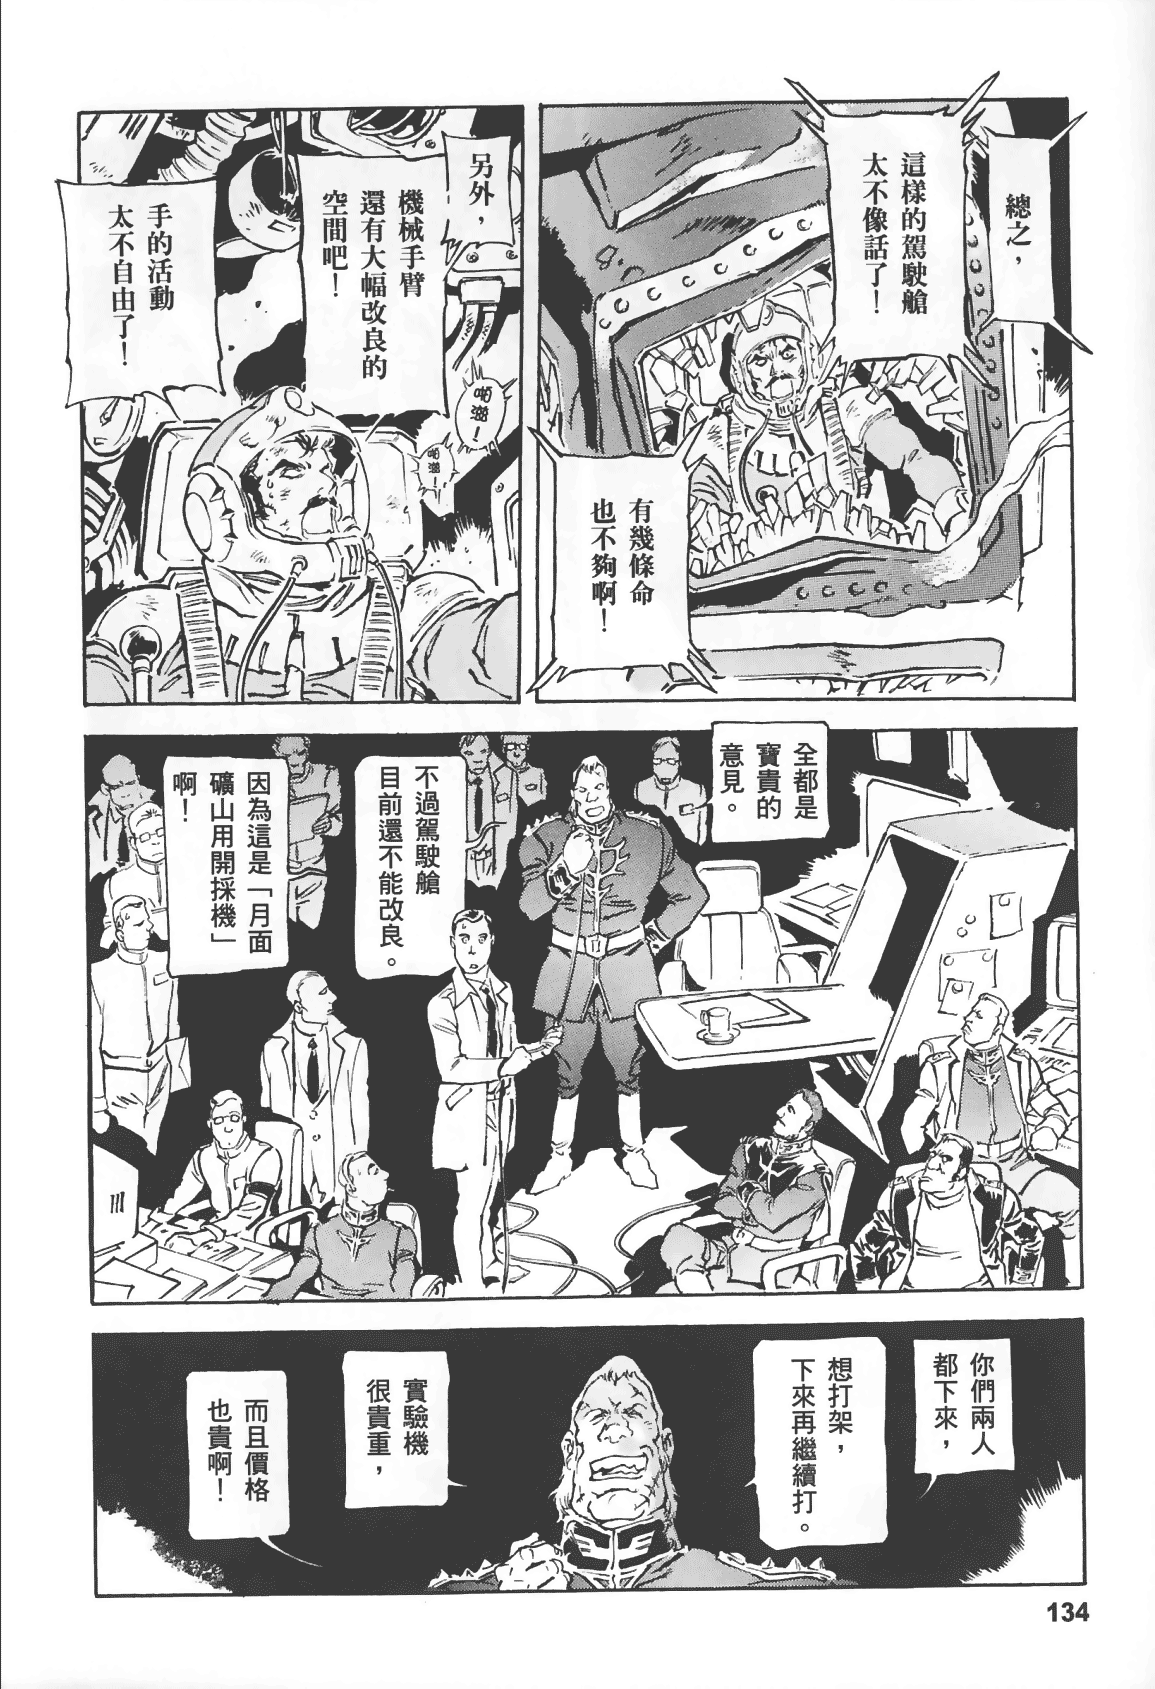 總之，
這樣的駕駛艙
太不像話了！
有幾條命
也不夠啊！
另外，
機械手臂
還有大幅改良的
空間吧！
手的活動
太不自由了！
啪滋！
啪滋！
全都是
寶貴的
意見。
不過駕駛艙
目前還不能改良。
因為這是「月面
礦山用開採機」
啊！
你們兩人
都下來，
想打架，
下來再繼續打。
實驗機
很貴重，
而且價格
也貴啊！
134